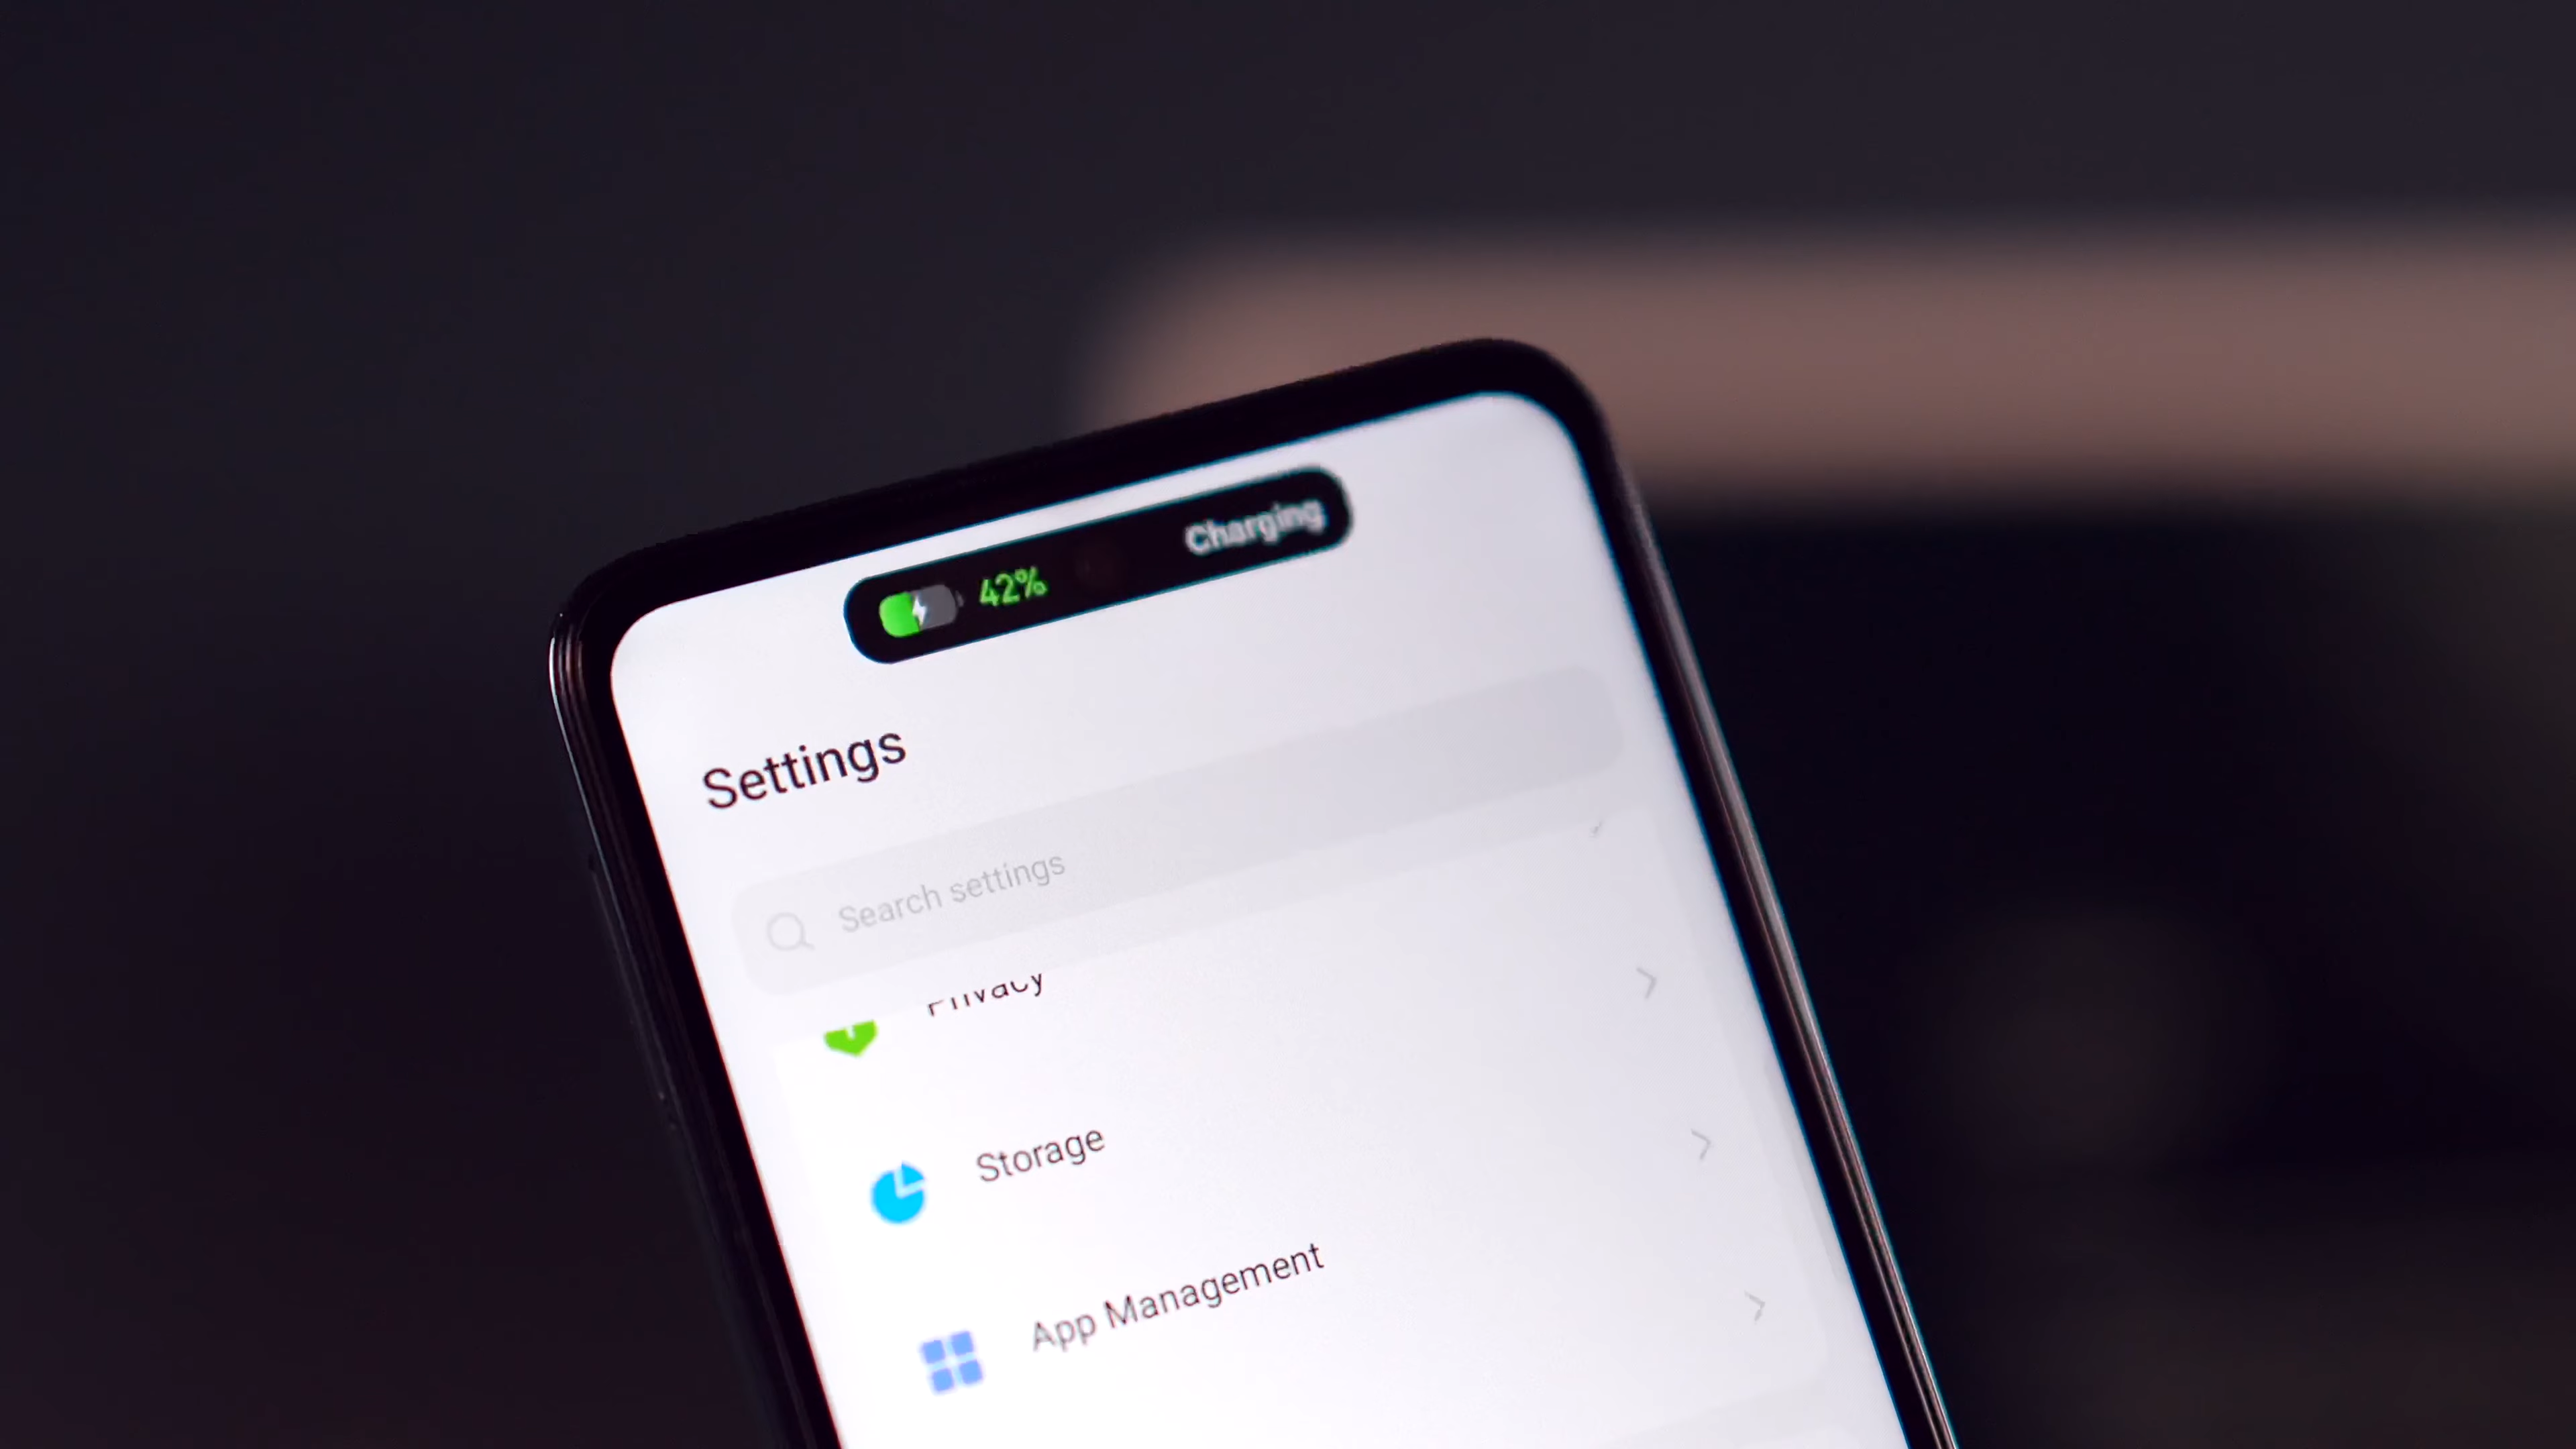 42% Charging
Settings
Search settings
Privacy
Storage
App Management